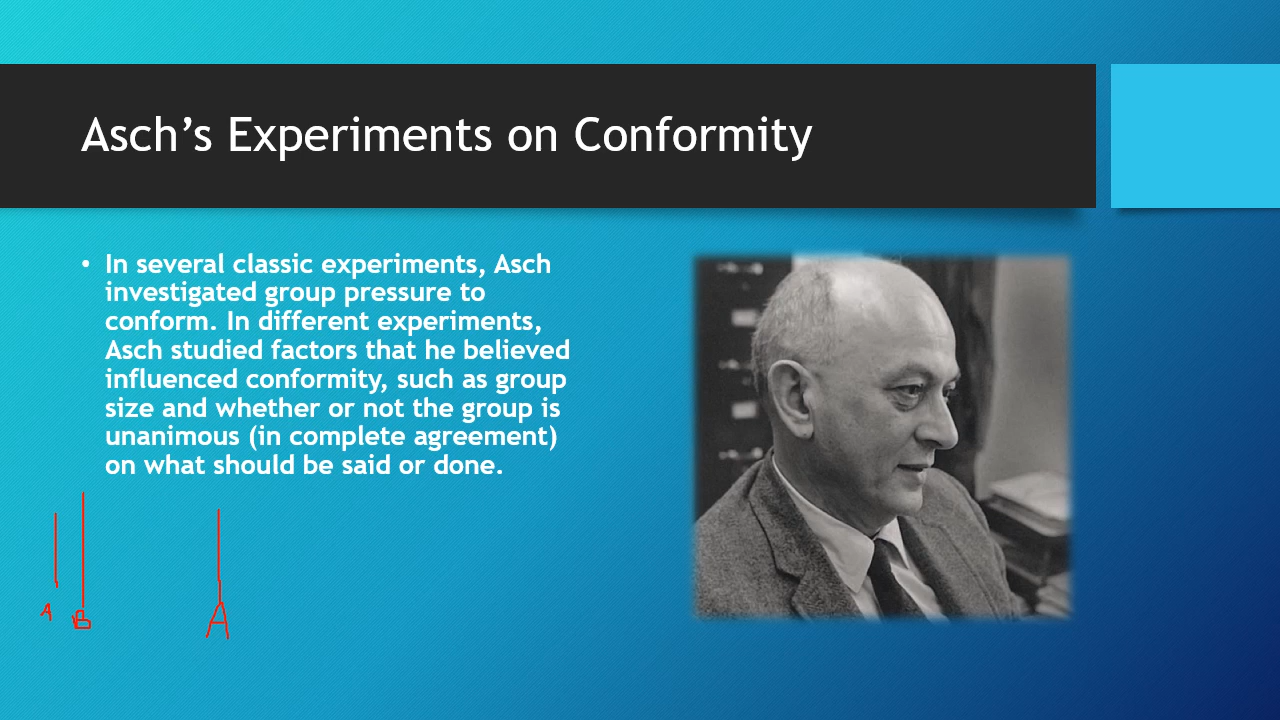 Asch’s Experiments on Conformity
• In several classic experiments, Asch
investigated group pressure to
conform. In different experiments,
Asch studied factors that he believed
influenced conformity, such as group
size and whether or not the group is
unanimous (in complete agreement)
on what should be said or done.
A B A